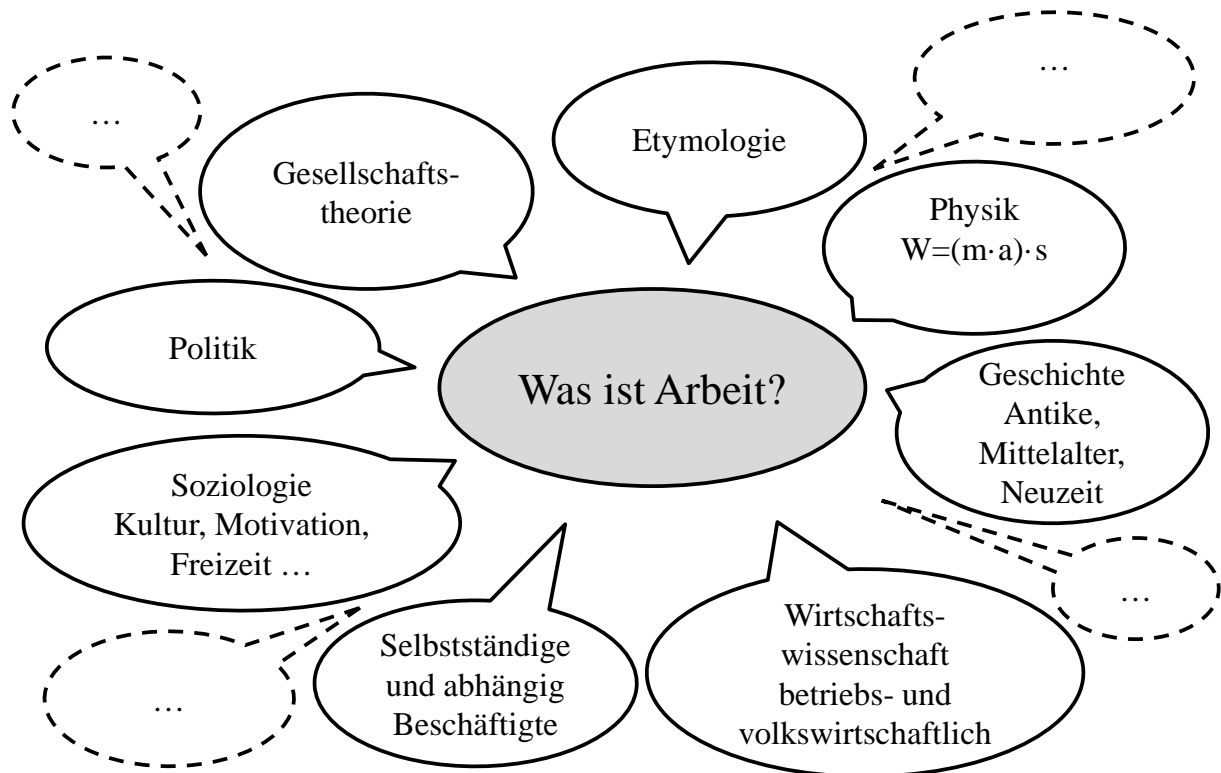 …
…
Etymologie
Gesellschafts-
theorie
Physik
W=(m·a)·s
Politik
Was ist Arbeit?
Geschichte
Antike,
Mittelalter,
Neuzeit
Soziologie
Kultur, Motivation,
Freizeit …
…
Wirtschafts-
wissenschaft
betriebs- und
volkswirtschaftlich
Selbstständige
und abhängig
Beschäftigte
…